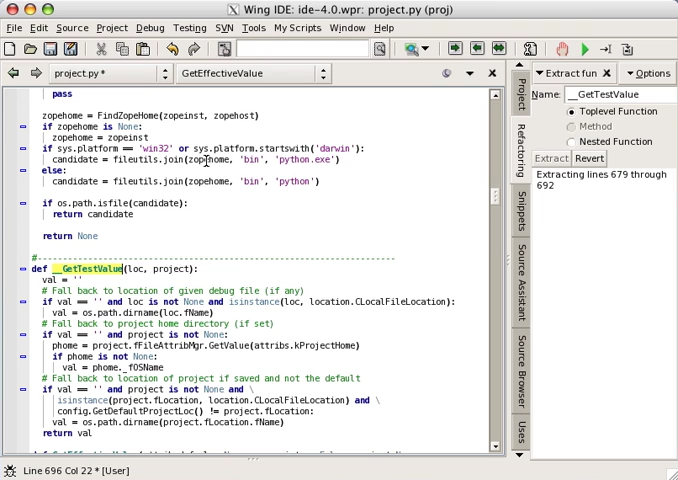 Wing IDE: ide-4.0.wpr: project.py (proj)
File Edit Source Project Debug Testing SVN Tools My Scripts Window Help
project.py * GetEffectiveValue
pass
zopehome = FindZopeHome(zopeinst, zopehost)
if zopehome is None:
zopehome = zopeinst
if sys.platform == 'win32' or sys.platform.startswith('darwin'):
candidate = fileutils.join(zopehome, 'bin', 'python.exe')
else:
candidate = fileutils.join(zopehome, 'bin', 'python')
if os.path.isfile(candidate):
return candidate
return None
#-----------------------------------------------------------------------
def __GetTestValue(loc, project):
val = ''
# Fall back to location of given debug file (if any)
if val == '' and loc is not None and isinstance(loc, location.CLocalFileLocation):
val = os.path.dirname(loc.fName)
# Fall back to project home directory (if set)
if val == '' and project is not None:
phome = project.fFileAttribMgr.GetValue(attribs.kProjectHome)
if phome is not None:
val = phome._fOSName
# Fall back to location of project if saved and not the default
if val == '' and project is not None and \
isinstance(project.fLocation, location.CLocalFileLocation) and \
config.GetDefaultProjectLoc() != project.fLocation:
val = os.path.dirname(project.fLocation.fName)
return val
Line 696 Col 22 * [User]
Project
Refactoring
Snippets
Source Assistant
Source Browser
Uses
Extract fun Options
Name: __GetTestValue
Toplevel Function
Method
Nested Function
Extract Revert
Extracting lines 679 through
692